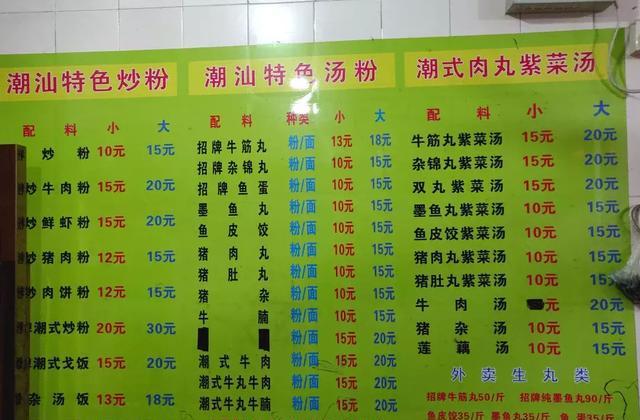 潮汕特色炒粉
配料 小 大
炒粉 10元 15元
炒牛肉粉 15元 20元
炒鲜虾粉 15元 20元
炒猪肉粉 12元 15元
炒肉饼粉 12元 15元
潮式炒粉 20元 30元
潮式戈饭 15元 20元
杂汤饭 13元 18元
潮汕特色汤粉
配料 种类 小 大
招牌牛筋丸 粉/面 13元 18元
招牌杂锦丸 粉/面 10元 15元
招牌鱼蛋 粉/面 10元 15元
墨鱼丸 粉/面 10元 15元
鱼皮饺 粉/面 10元 15元
猪肉丸 粉/面 10元 15元
猪肚丸 粉/面 10元 15元
猪杂 粉/面 10元 15元
牛腩 粉/面 15元
粉/面 15元 20元
潮式牛肉 粉/面 15元 20元
潮式牛丸牛肉 粉/面 15元 20元
潮式牛丸牛腩 粉/面 15元 20元
潮式肉丸紫菜汤
配料 小 大
牛筋丸紫菜汤 15元 20元
杂锦丸紫菜汤 15元 20元
双丸紫菜汤 15元 20元
墨鱼丸紫菜汤 10元 15元
鱼皮饺紫菜汤 10元 15元
猪肉丸紫菜汤 10元 15元
猪肚丸紫菜汤 10元 15元
牛肉汤 20元
猪杂汤 10元 15元
莲藕汤 10元 15元
外卖生丸类
招牌牛筋丸50/斤 招牌纯墨鱼丸90/斤
鱼皮饺35/斤 墨鱼丸35/斤